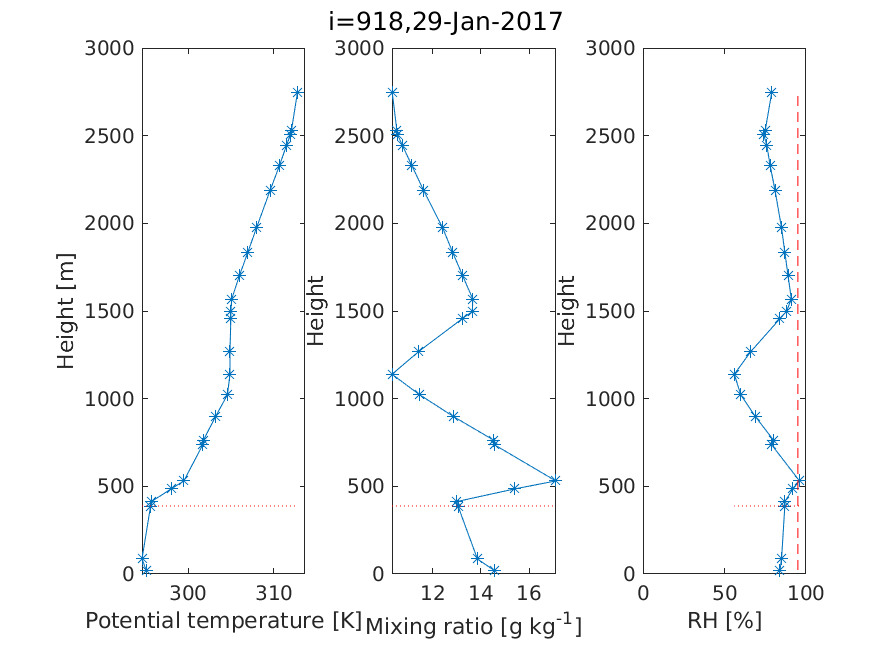 i=918,29-Jan-2017
3000
2500
2000
1500
1000
500
0
Height [m]
300 310
Potential temperature [K]
3000
2500
2000
1500
1000
500
0
Height
12 14 16
Mixing ratio [g kg-1]
3000
2500
2000
1500
1000
500
0
Height
0 50 100
RH [%]